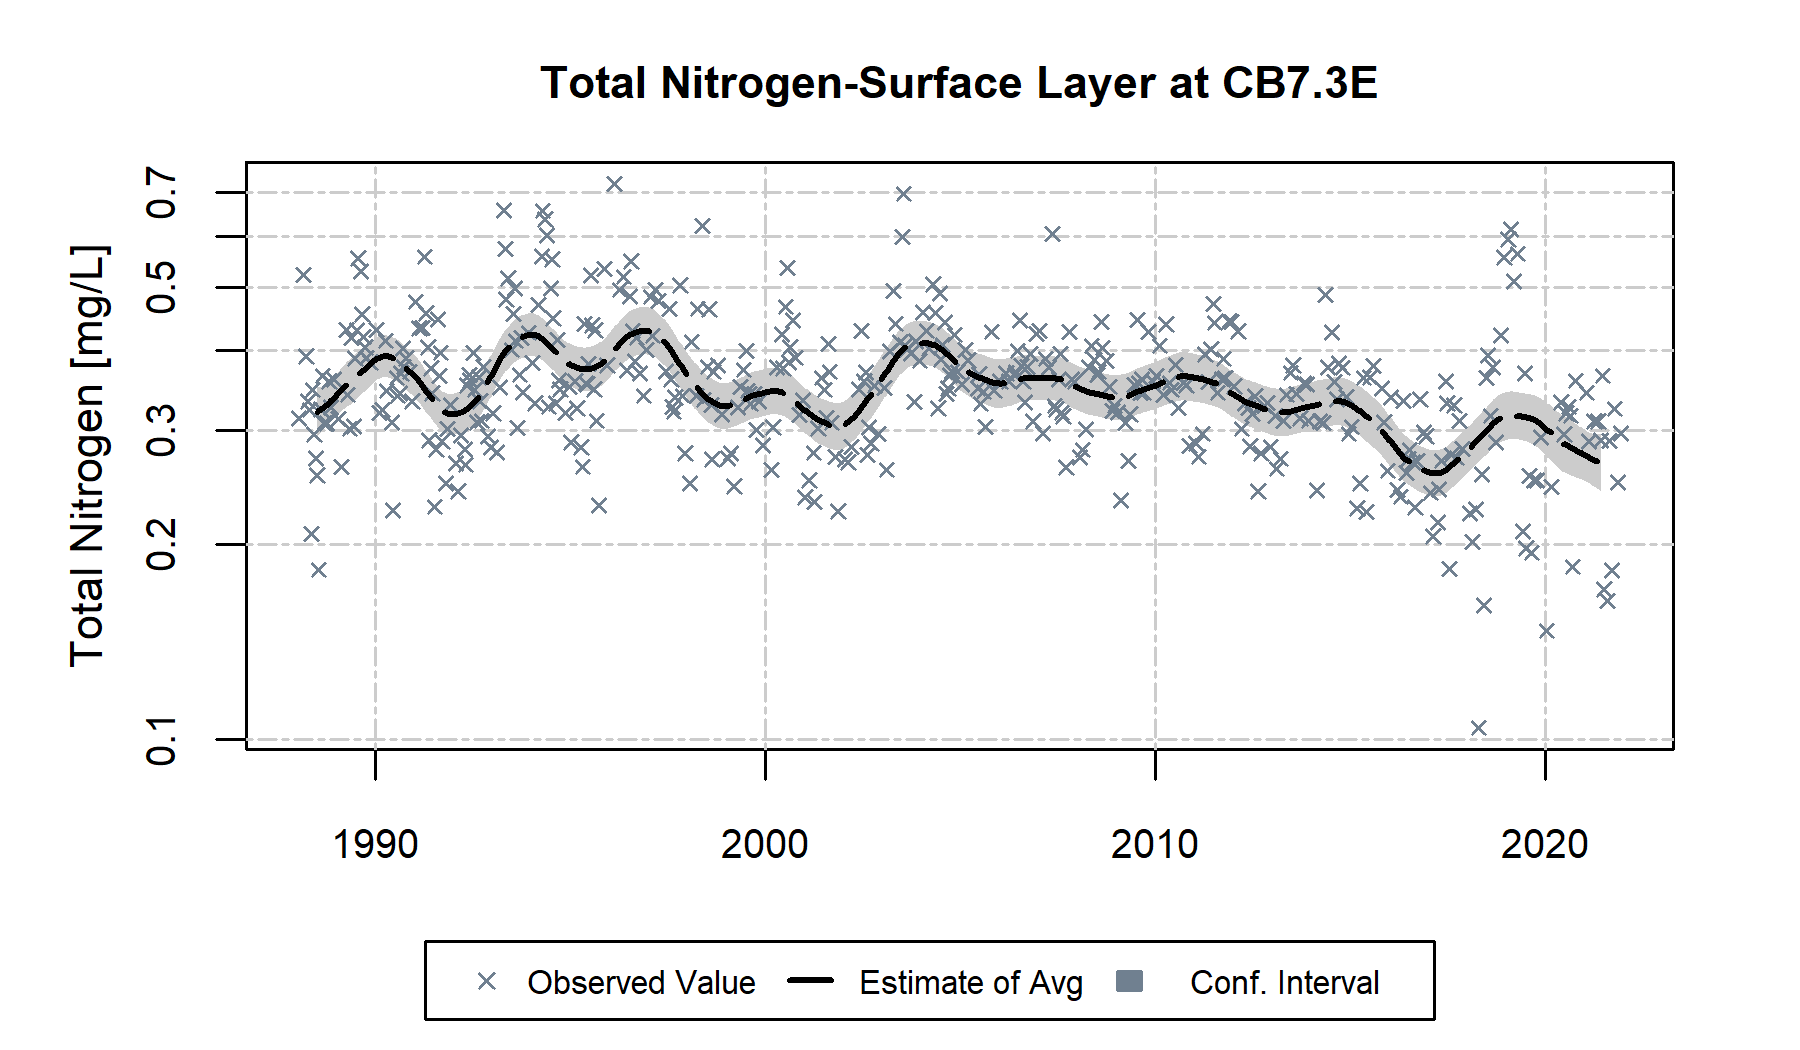 Total Nitrogen-Surface Layer at CB7.3E
Total Nitrogen [mg/L]
0.7
0.5
0.3
0.2
0.1
1990 2000 2010 2020
Observed Value Estimate of Avg Conf. Interval